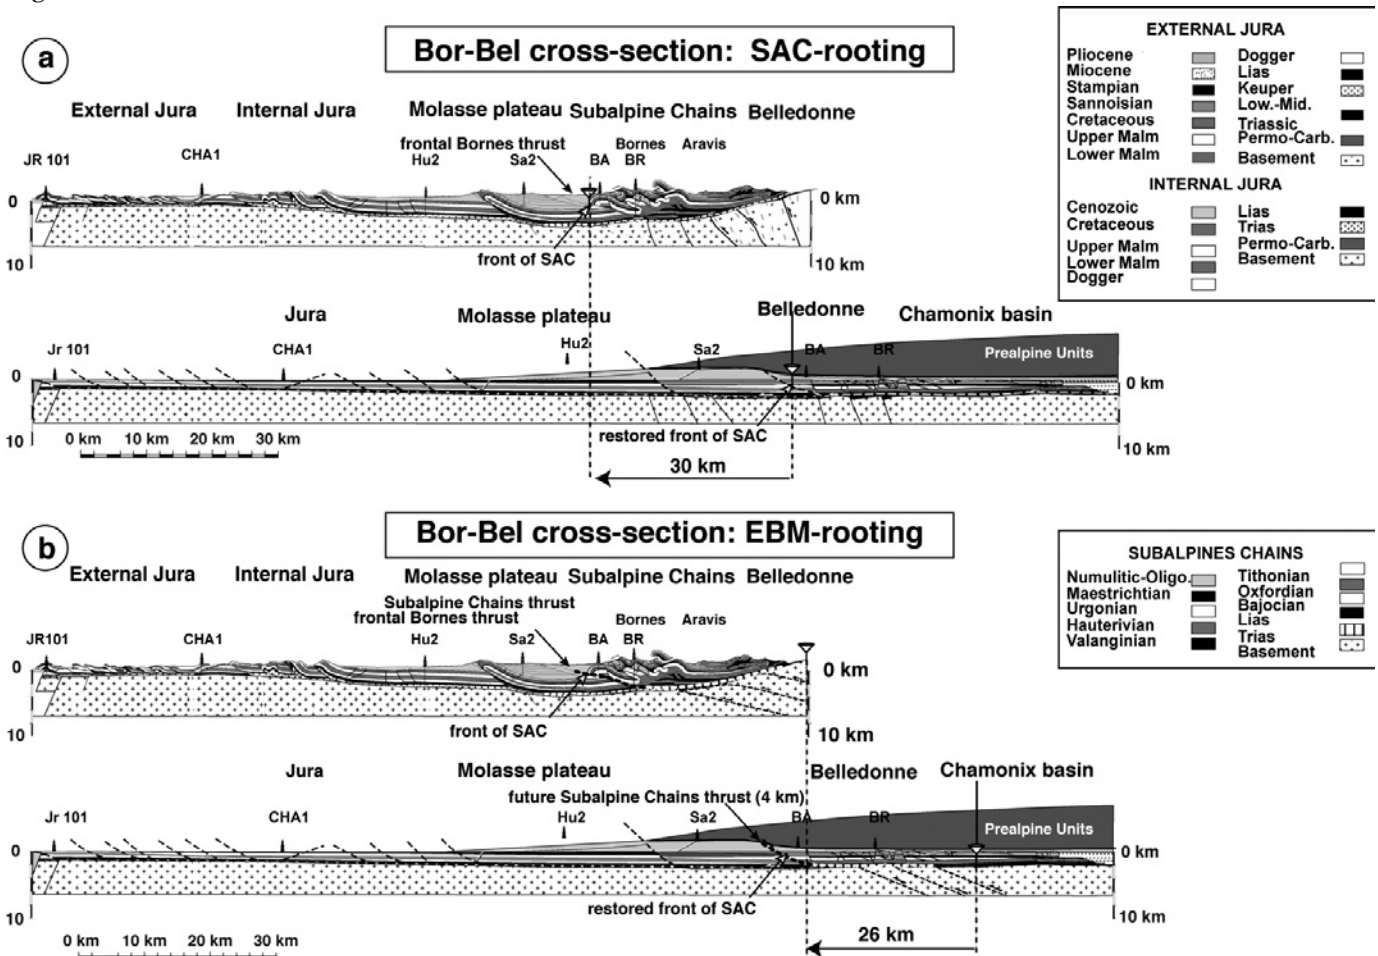 a
Bor-Bel cross-section: SAC-rooting
External Jura Internal Jura Molasse plateau Subalpine Chains Belledonne
frontal Bornes thrust Bornes Aravis
JR 101 CHA1 Hu2 Sa2 BA BR
0 0 km
front of SAC
10 10 km
Jura Molasse plateau Belledonne Chamonix basin
Jr 101 CHA1 Hu2 Sa2 BA BR
Prealpine Units
0 0 km
restored front of SAC
10 10 km
0 km 10 km 20 km 30 km
30 km
EXTERNAL JURA
Pliocene Dogger
Miocene Lias
Stampian Keuper
Sannoisian Low.-Mid.
Cretaceous Triassic
Upper Malm Permo-Carb.
Lower Malm Basement
INTERNAL JURA
Cenozoic Lias
Cretaceous Trias
Upper Malm Permo-Carb.
Lower Malm Basement
Dogger
b
Bor-Bel cross-section: EBM-rooting
External Jura Internal Jura Molasse plateau Subalpine Chains Belledonne
Subalpine Chains thrust
frontal Bornes thrust Bornes Aravis
JR101 CHA1 Hu2 Sa2 BA BR
0 0 km
front of SAC
10 10 km
Jura Molasse plateau Belledonne Chamonix basin
future Subalpine Chains thrust (4 km)
Jr 101 CHA1 Hu2 Sa2 BA BR
Prealpine Units
0 0 km
restored front of SAC
10 10 km
0 km 10 km 20 km 30 km
26 km
SUBALPINES CHAINS
Numulitic-Oligo. Tithonian
Maestrichtian Oxfordian
Urgonian Bajocian
Hauterivian Lias
Valanginian Trias
Basement